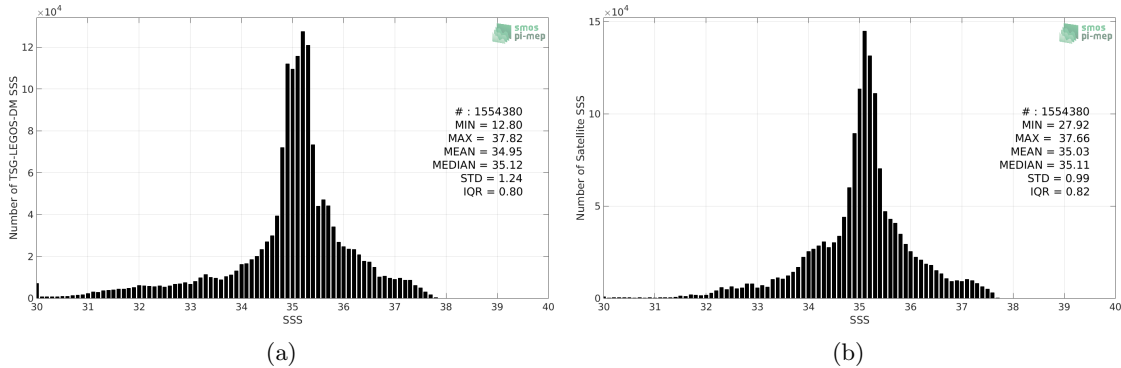 ×10⁴
smos
pi-mep
Number of TSG-LEGOS-DM SSS
12
10
8
6
4
2
0
# : 1554380
MIN = 12.80
MAX = 37.82
MEAN = 34.95
MEDIAN = 35.12
STD = 1.24
IQR = 0.80
30 31 32 33 34 35 36 37 38 39 40
SSS
(a)
×10⁴
smos
pi-mep
Number of Satellite SSS
15
10
5
0
# : 1554380
MIN = 27.92
MAX = 37.66
MEAN = 35.03
MEDIAN = 35.11
STD = 0.99
IQR = 0.82
30 31 32 33 34 35 36 37 38 39 40
SSS
(b)